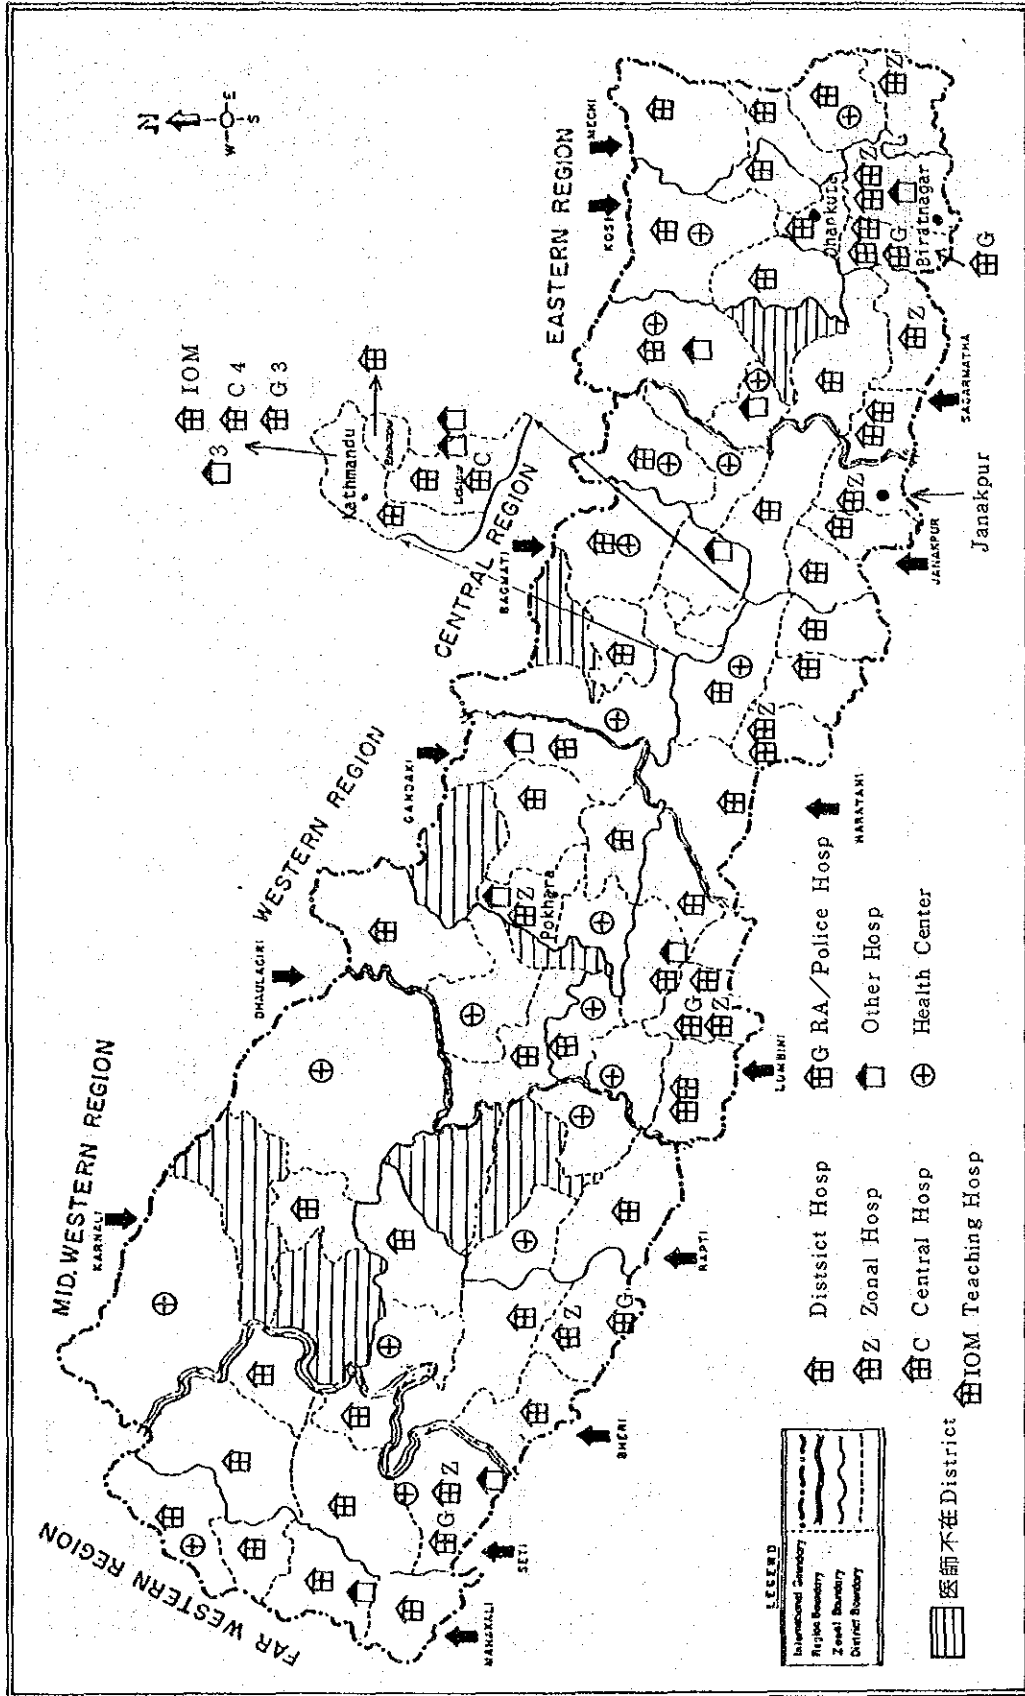 N
W E
S
FAR WESTERN REGION
MID. WESTERN REGION
WESTERN REGION
CENTRAL REGION
EASTERN REGION
KARNALI
DHAULAGIRI
GANDAKI
BAGMATI
KOSI
MECHI
MAHAKALI
SETI
BHERI
RAPTI
LUMBINI
NARAYANI
JANAKPUR
SAGARMATHA
3
IOM
C 4
G 3
Kathmandu
C
Pokhara
Z
Dhankuta
Biratnagar
Janakpur
G
Z
Z
G
G
Z
Z
Z
Z
Z
Z
G
G
LEGEND
International Boundary
Region Boundary
Zonal Boundary
District Boundary
医師不在District
Distsict Hosp
Z Zonal Hosp
C Central Hosp
IOM Teaching Hosp
G RA/Police Hosp
Other Hosp
Health Center